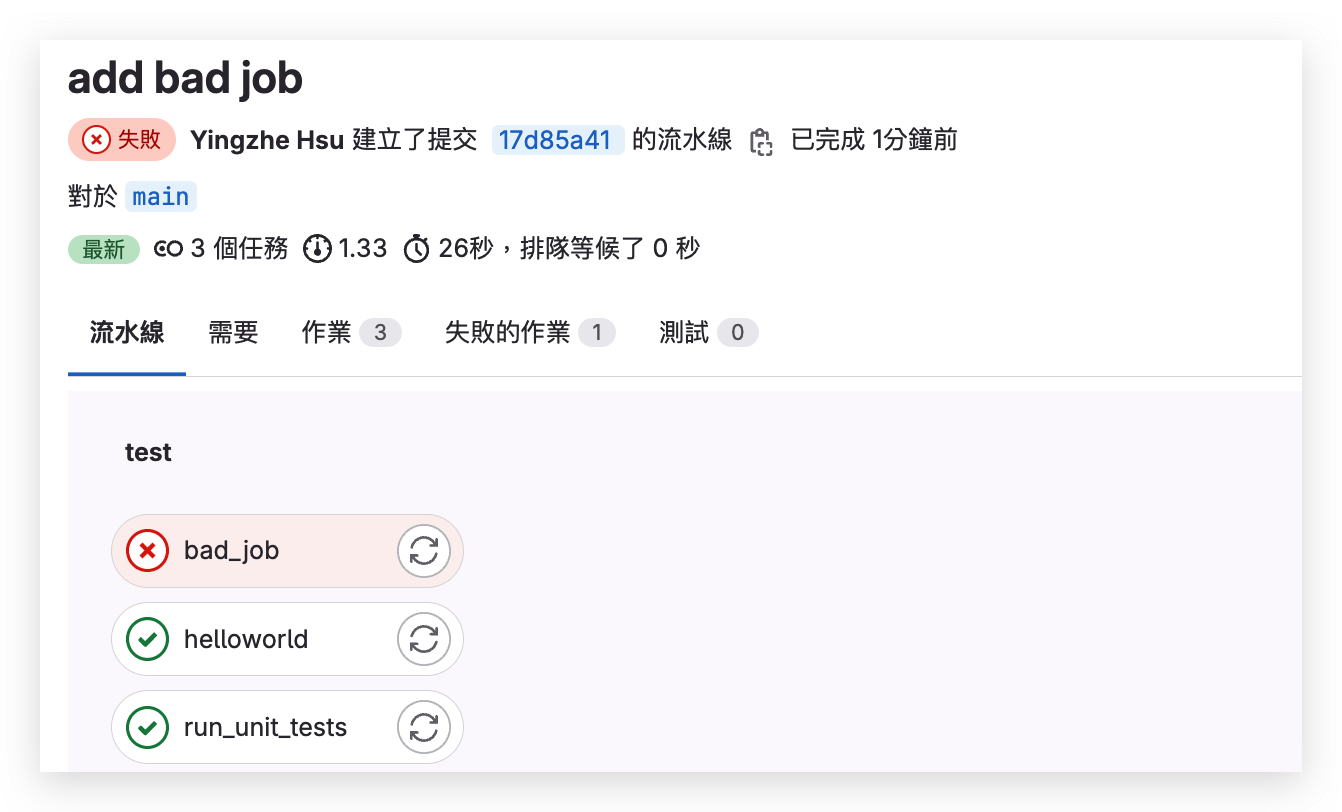 add bad job
失敗 Yingzhe Hsu 建立了提交 17d85a41 的流水線 已完成 1分鐘前
對於 main
最新 3 個任務 1.33 26秒，排隊等候了 0 秒
流水線 需要 作業 3 失敗的作業 1 測試 0
test
bad_job
helloworld
run_unit_tests